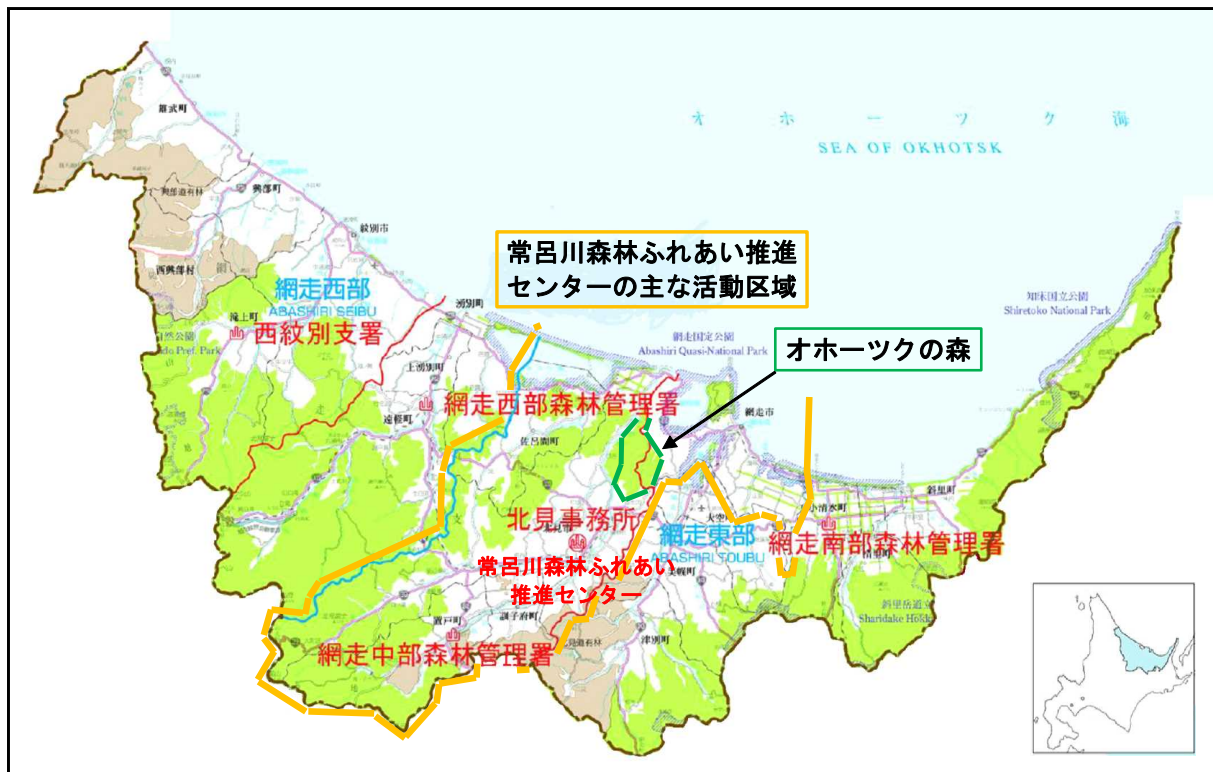 雄武町
オホーツク海
SEA OF OKHOTSK
興部道有林
興部町
紋別市
西興部村
常呂川森林ふれあい推進
センターの主な活動区域
網走西部
ABASHIRI SEIBU
滝上町
西紋別支署
湧別町
知床国立公園
Shiretoko National Park
自然公園
do Pref. Park
網走国定公園
Abashiri Quasi-National Park
オホーツクの森
上湧別町
網走西部森林管理署
遠軽町
網走市
佐呂間町
斜里町
小清水町
北見事務所
網走東部
ABASHIRI TOUBU
網走南部森林管理署
清里町
常呂川森林ふれあい
推進センター
美幌町
訓子府町
置戸町
津別町
斜里岳道立
Sharidake Hokk
網走中部森林管理署